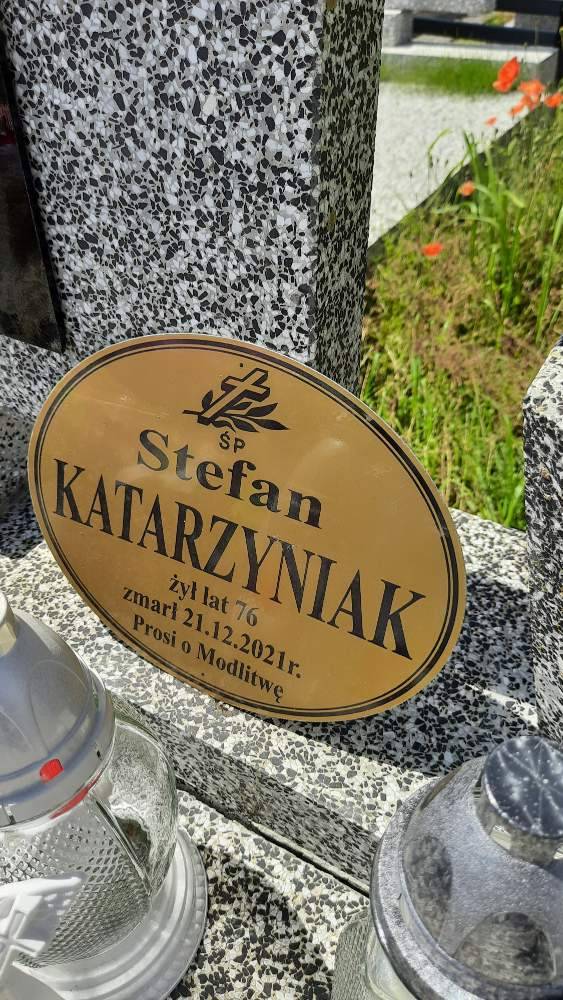 ŚP
Stefan
KATARZYNIAK
żył lat 76
zmarł 21.12.2021r.
Prosi o Modlitwę